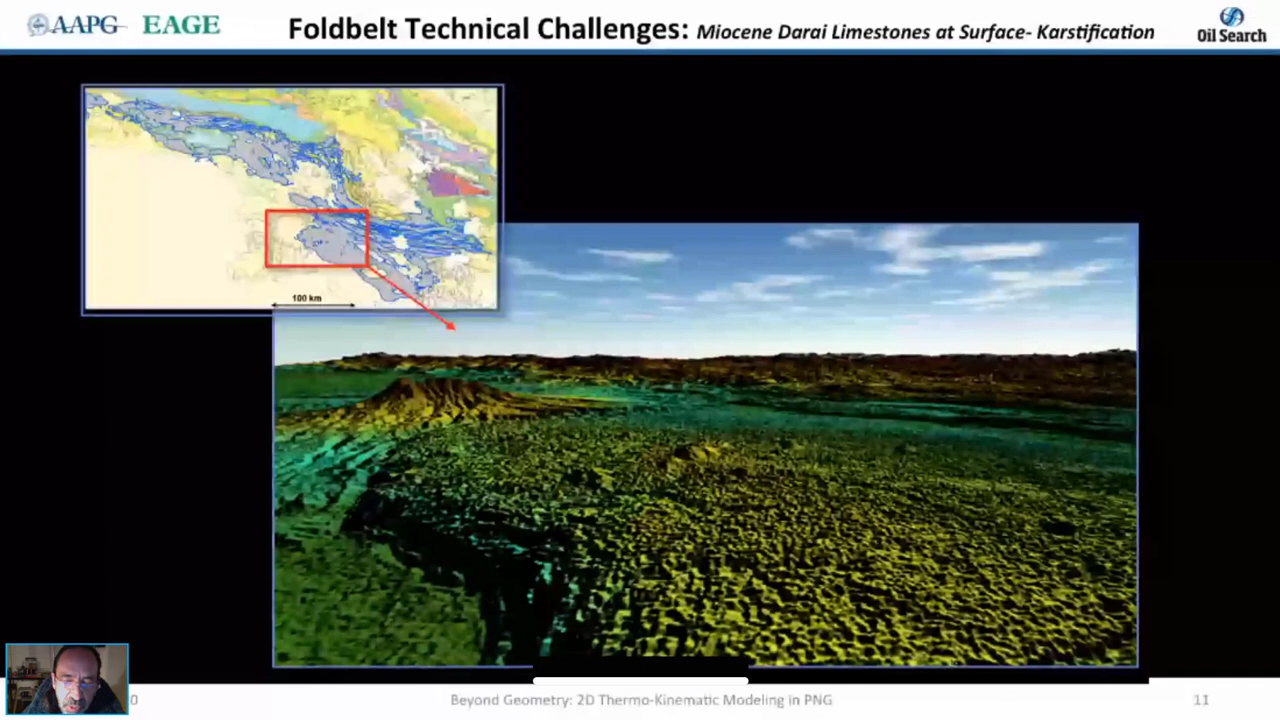 AAPG EAGE
Foldbelt Technical Challenges: Miocene Darai Limestones at Surface- Karstification
Oil Search
100 km
0
Beyond Geometry: 2D Thermo-Kinematic Modeling in PNG
11